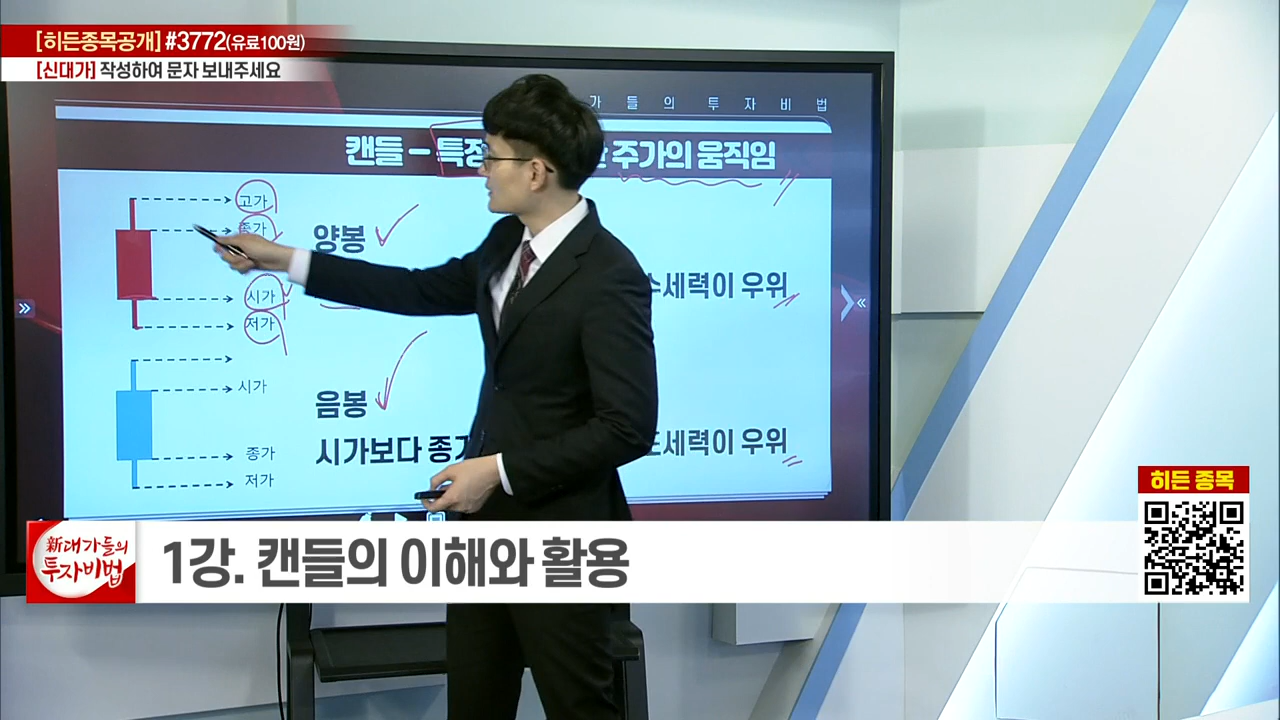 [히든종목공개] #3772(유료100원)
[신대가] 작성하여 문자 보내주세요
가들의 투자비법
캔들 - 특정 주가의 움직임
고가
종가
양봉
시가
세력이 우위
저가
시가
음봉
종가
시가보다
세력이 우위
저가
히든 종목
新대가들의
투자비법
1강. 캔들의 이해와 활용